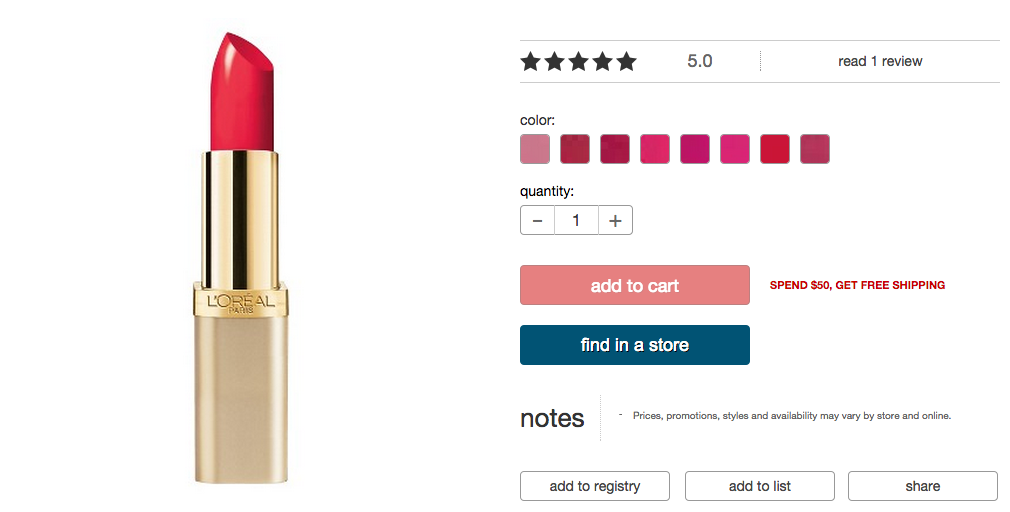 L'ORÉAL
PARIS
5.0
read 1 review
color:
quantity:
− 1 +
add to cart
SPEND $50, GET FREE SHIPPING
find in a store
notes
- Prices, promotions, styles and availability may vary by store and online.
add to registry
add to list
share